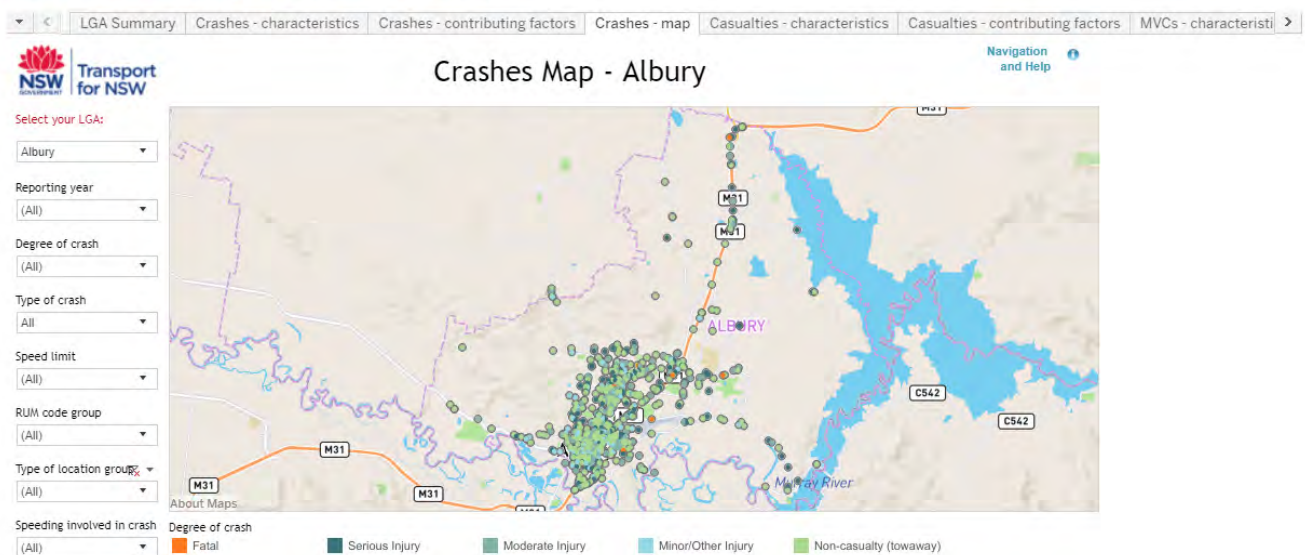 LGA Summary
Crashes - characteristics
Crashes - contributing factors
Crashes - map
Casualties - characteristics
Casualties - contributing factors
MVCs - characteristi
NSW
GOVERNMENT
Transport
for NSW
Crashes Map - Albury
Navigation
and Help
Select your LGA:
Albury
Reporting year
(All)
Degree of crash
(All)
Type of crash
All
Speed limit
(All)
RUM code group
(All)
Type of location group
(All)
Speeding involved in crash
(All)
M31
M31
M31
ALBURY
C542
C542
M31
M31
M31
Murray River
About Maps
Degree of crash
Fatal
Serious Injury
Moderate Injury
Minor/Other Injury
Non-casualty (towaway)